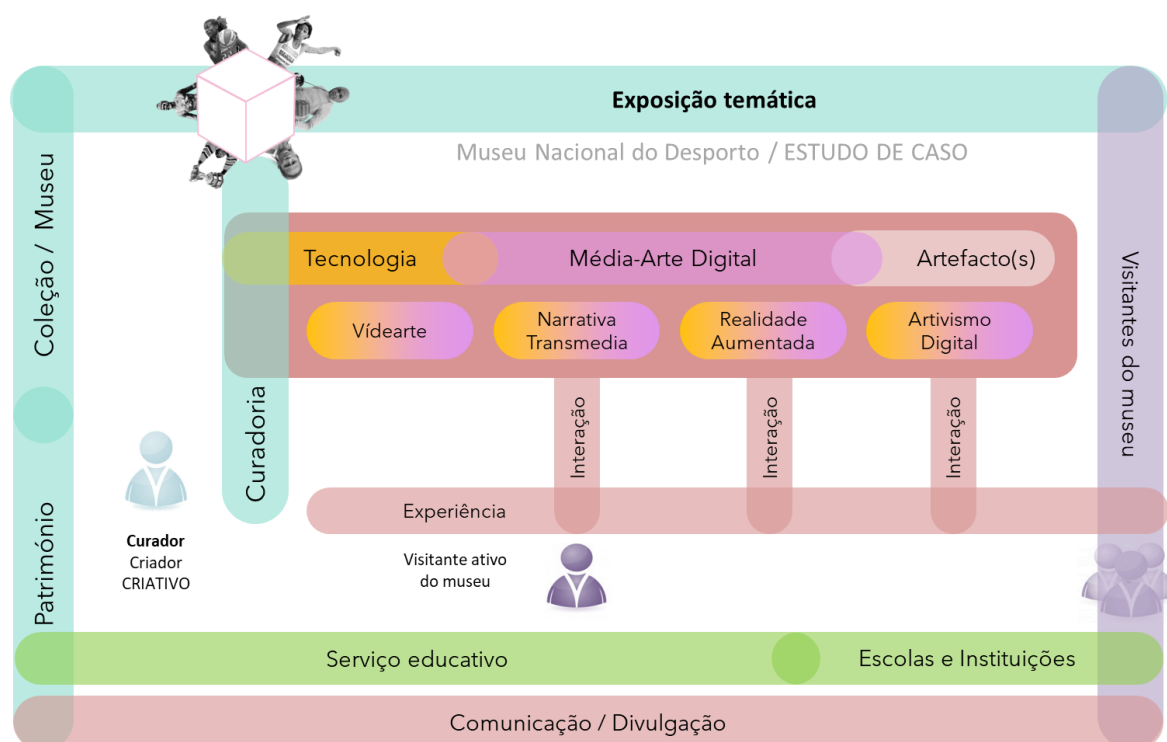 Exposição temática
Museu Nacional do Desporto / ESTUDO DE CASO
Coleção / Museu
Património
Curadoria
Tecnologia
Média-Arte Digital
Artefacto(s)
Vídearte
Narrativa
Transmedia
Realidade
Aumentada
Artivismo
Digital
Interação
Interação
Interação
Visitantes do museu
Experiência
Curador
Criador
CRIATIVO
Visitante ativo
do museu
Serviço educativo
Escolas e Instituições
Comunicação / Divulgação